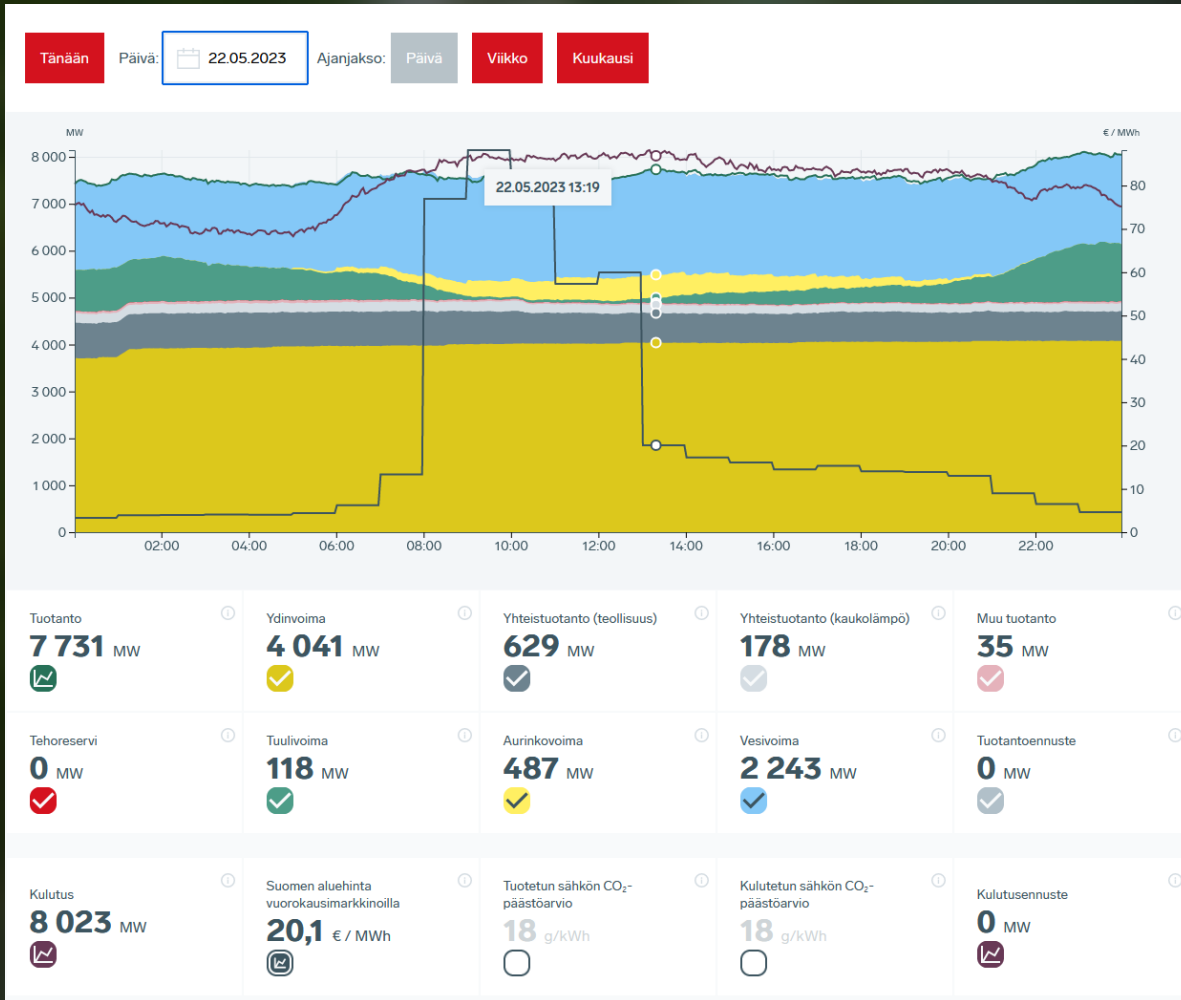 Tänään Päivä: 22.05.2023 Ajanjakso: Päivä Viikko Kuukausi
MW € / MWh
8 000
7 000
6 000
5 000
4 000
3 000
2 000
1 000
0
22.05.2023 13:19
80
70
60
50
40
30
20
10
0
02:00 04:00 06:00 08:00 10:00 12:00 14:00 16:00 18:00 20:00 22:00
Tuotanto
7 731 MW
Ydinvoima
4 041 MW
Yhteistuotanto (teollisuus)
629 MW
Yhteistuotanto (kaukolämpö)
178 MW
Muu tuotanto
35 MW
Tehoreservi
0 MW
Tuulivoima
118 MW
Aurinkovoima
487 MW
Vesivoima
2 243 MW
Tuotantoennuste
0 MW
Kulutus
8 023 MW
Suomen aluehinta
vuorokausimarkkinoilla
20,1 € / MWh
Tuotetun sähkön CO₂-
päästöarvio
18 g/kWh
Kulutetun sähkön CO₂-
päästöarvio
18 g/kWh
Kulutusennuste
0 MW